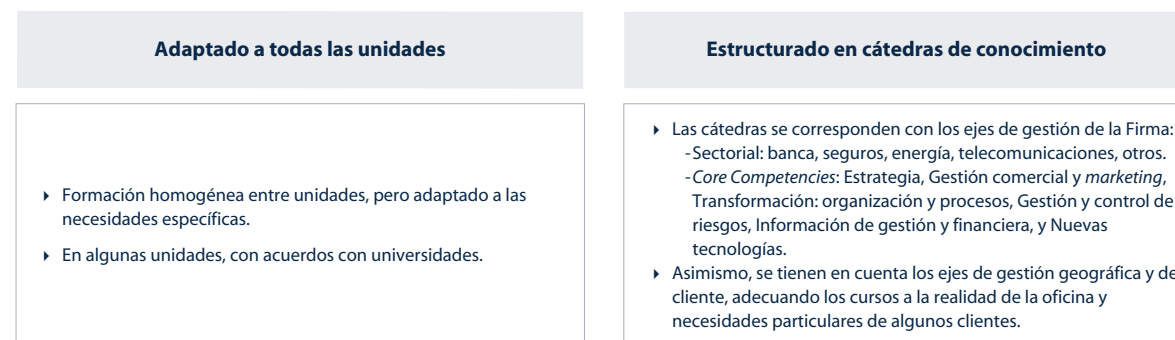 Adaptado a todas las unidades
‣ Formación homogénea entre unidades, pero adaptado a las
necesidades específicas.
‣ En algunas unidades, con acuerdos con universidades.
Estructurado en cátedras de conocimiento
‣ Las cátedras se corresponden con los ejes de gestión de la Firma:
-Sectorial: banca, seguros, energía, telecomunicaciones, otros.
-Core Competencies: Estrategia, Gestión comercial y marketing,
Transformación: organización y procesos, Gestión y control de
riesgos, Información de gestión y financiera, y Nuevas
tecnologías.
‣ Asimismo, se tienen en cuenta los ejes de gestión geográfica y de
cliente, adecuando los cursos a la realidad de la oficina y
necesidades particulares de algunos clientes.